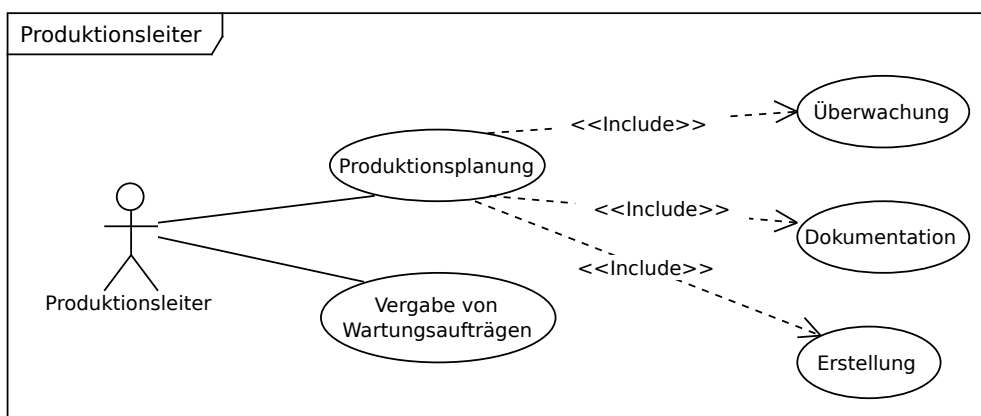 Produktionsleiter
Überwachung
<<Include>>
Produktionsplanung
<<Include>>
Dokumentation
<<Include>>
Produktionsleiter
Vergabe von
Wartungsaufträgen
Erstellung